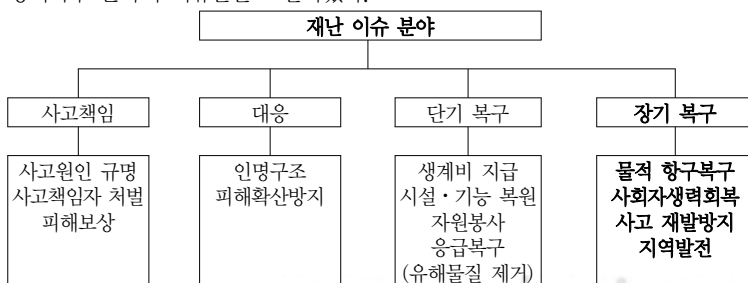 재난 이슈 분야
사고책임
대응
단기 복구
장기 복구
사고원인 규명
사고책임자 처벌
피해보상
인명구조
피해확산방지
생계비 지급
시설·기능 복원
자원봉사
응급복구
(유해물질 제거)
물적 항구복구
사회자생력회복
사고 재발방지
지역발전